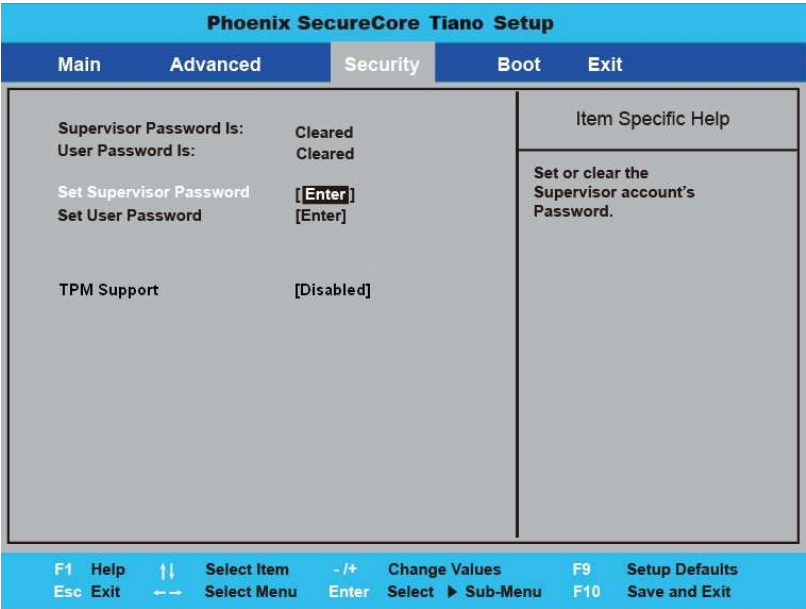 Phoenix SecureCore Tiano Setup
Main Advanced Security Boot Exit
Supervisor Password Is: Cleared
User Password Is: Cleared
Set Supervisor Password [Enter]
Set User Password [Enter]
TPM Support [Disabled]
Item Specific Help
Set or clear the
Supervisor account's
Password.
F1 Help ↑↓ Select Item -/+ Change Values F9 Setup Defaults
Esc Exit ←→ Select Menu Enter Select ▶ Sub-Menu F10 Save and Exit